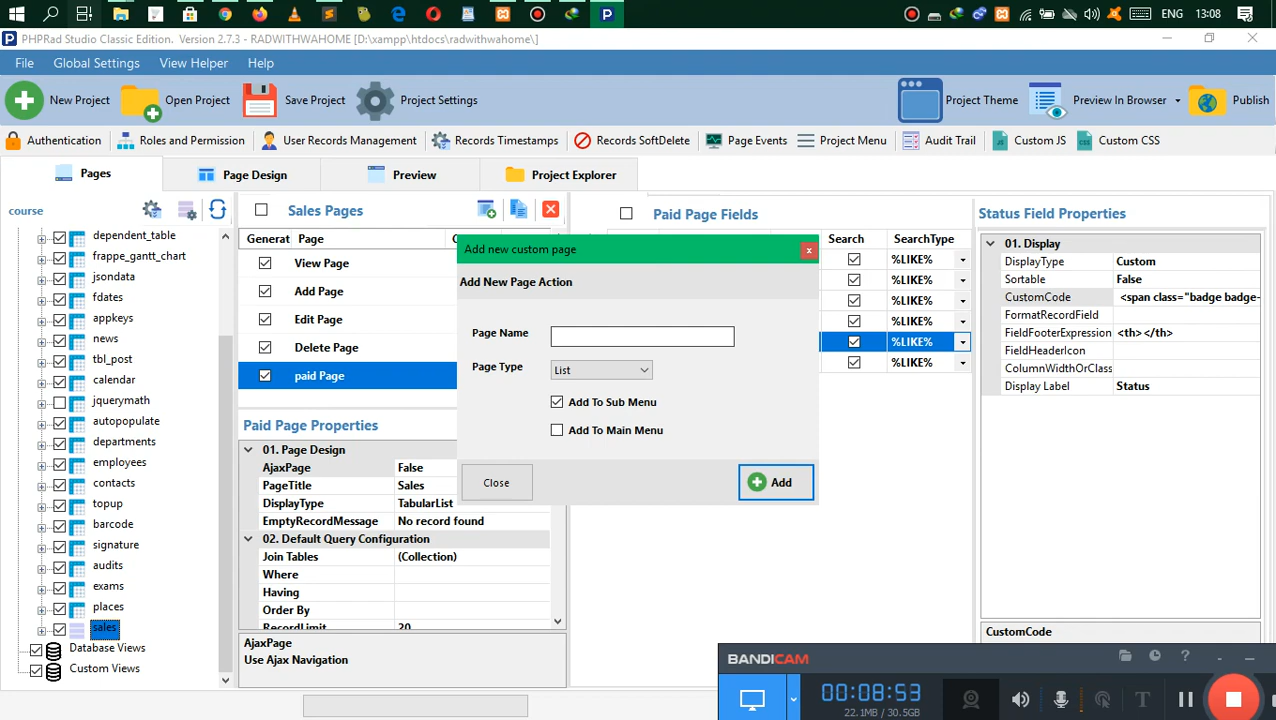 ENG 13:08
PHPRad Studio Classic Edition. Version 2.7.3 - RADWITHWAHOME [D:\xampp\htdocs\radwithwahome\]
File Global Settings View Helper Help
New Project Open Project Save Project Project Settings Project Theme Preview In Browser Publish
Authentication Roles and Permission User Records Management Records Timestamps Records SoftDelete Page Events Project Menu Audit Trail Custom JS Custom CSS
Pages Page Design Preview Project Explorer
course
dependent_table
frappe_gantt_chart
jsondata
fdates
appkeys
news
tbl_post
calendar
jquerymath
autopopulate
departments
employees
contacts
topup
barcode
signature
audits
exams
places
sales
Database Views
Custom Views
Sales Pages
Generat Page
View Page
Add Page
Edit Page
Delete Page
paid Page
Paid Page Properties
01. Page Design
AjaxPage False
PageTitle Sales
DisplayType TabularList
EmptyRecordMessage No record found
02. Default Query Configuration
Join Tables (Collection)
Where
Having
Order By
RecordLimit 20
AjaxPage
Use Ajax Navigation
Paid Page Fields
Search SearchType
%LIKE%
%LIKE%
%LIKE%
%LIKE%
%LIKE%
%LIKE%
Add new custom page
Add New Page Action
Page Name
Page Type List
Add To Sub Menu
Add To Main Menu
Close Add
Status Field Properties
01. Display
DisplayType Custom
Sortable False
CustomCode <span class="badge badge-
FormatRecordField
FieldFooterExpression <th></th>
FieldHeaderIcon
ColumnWidthOrClass
Display Label Status
CustomCode
BANDICAM
00:08:53
22.1MB / 30.5GB